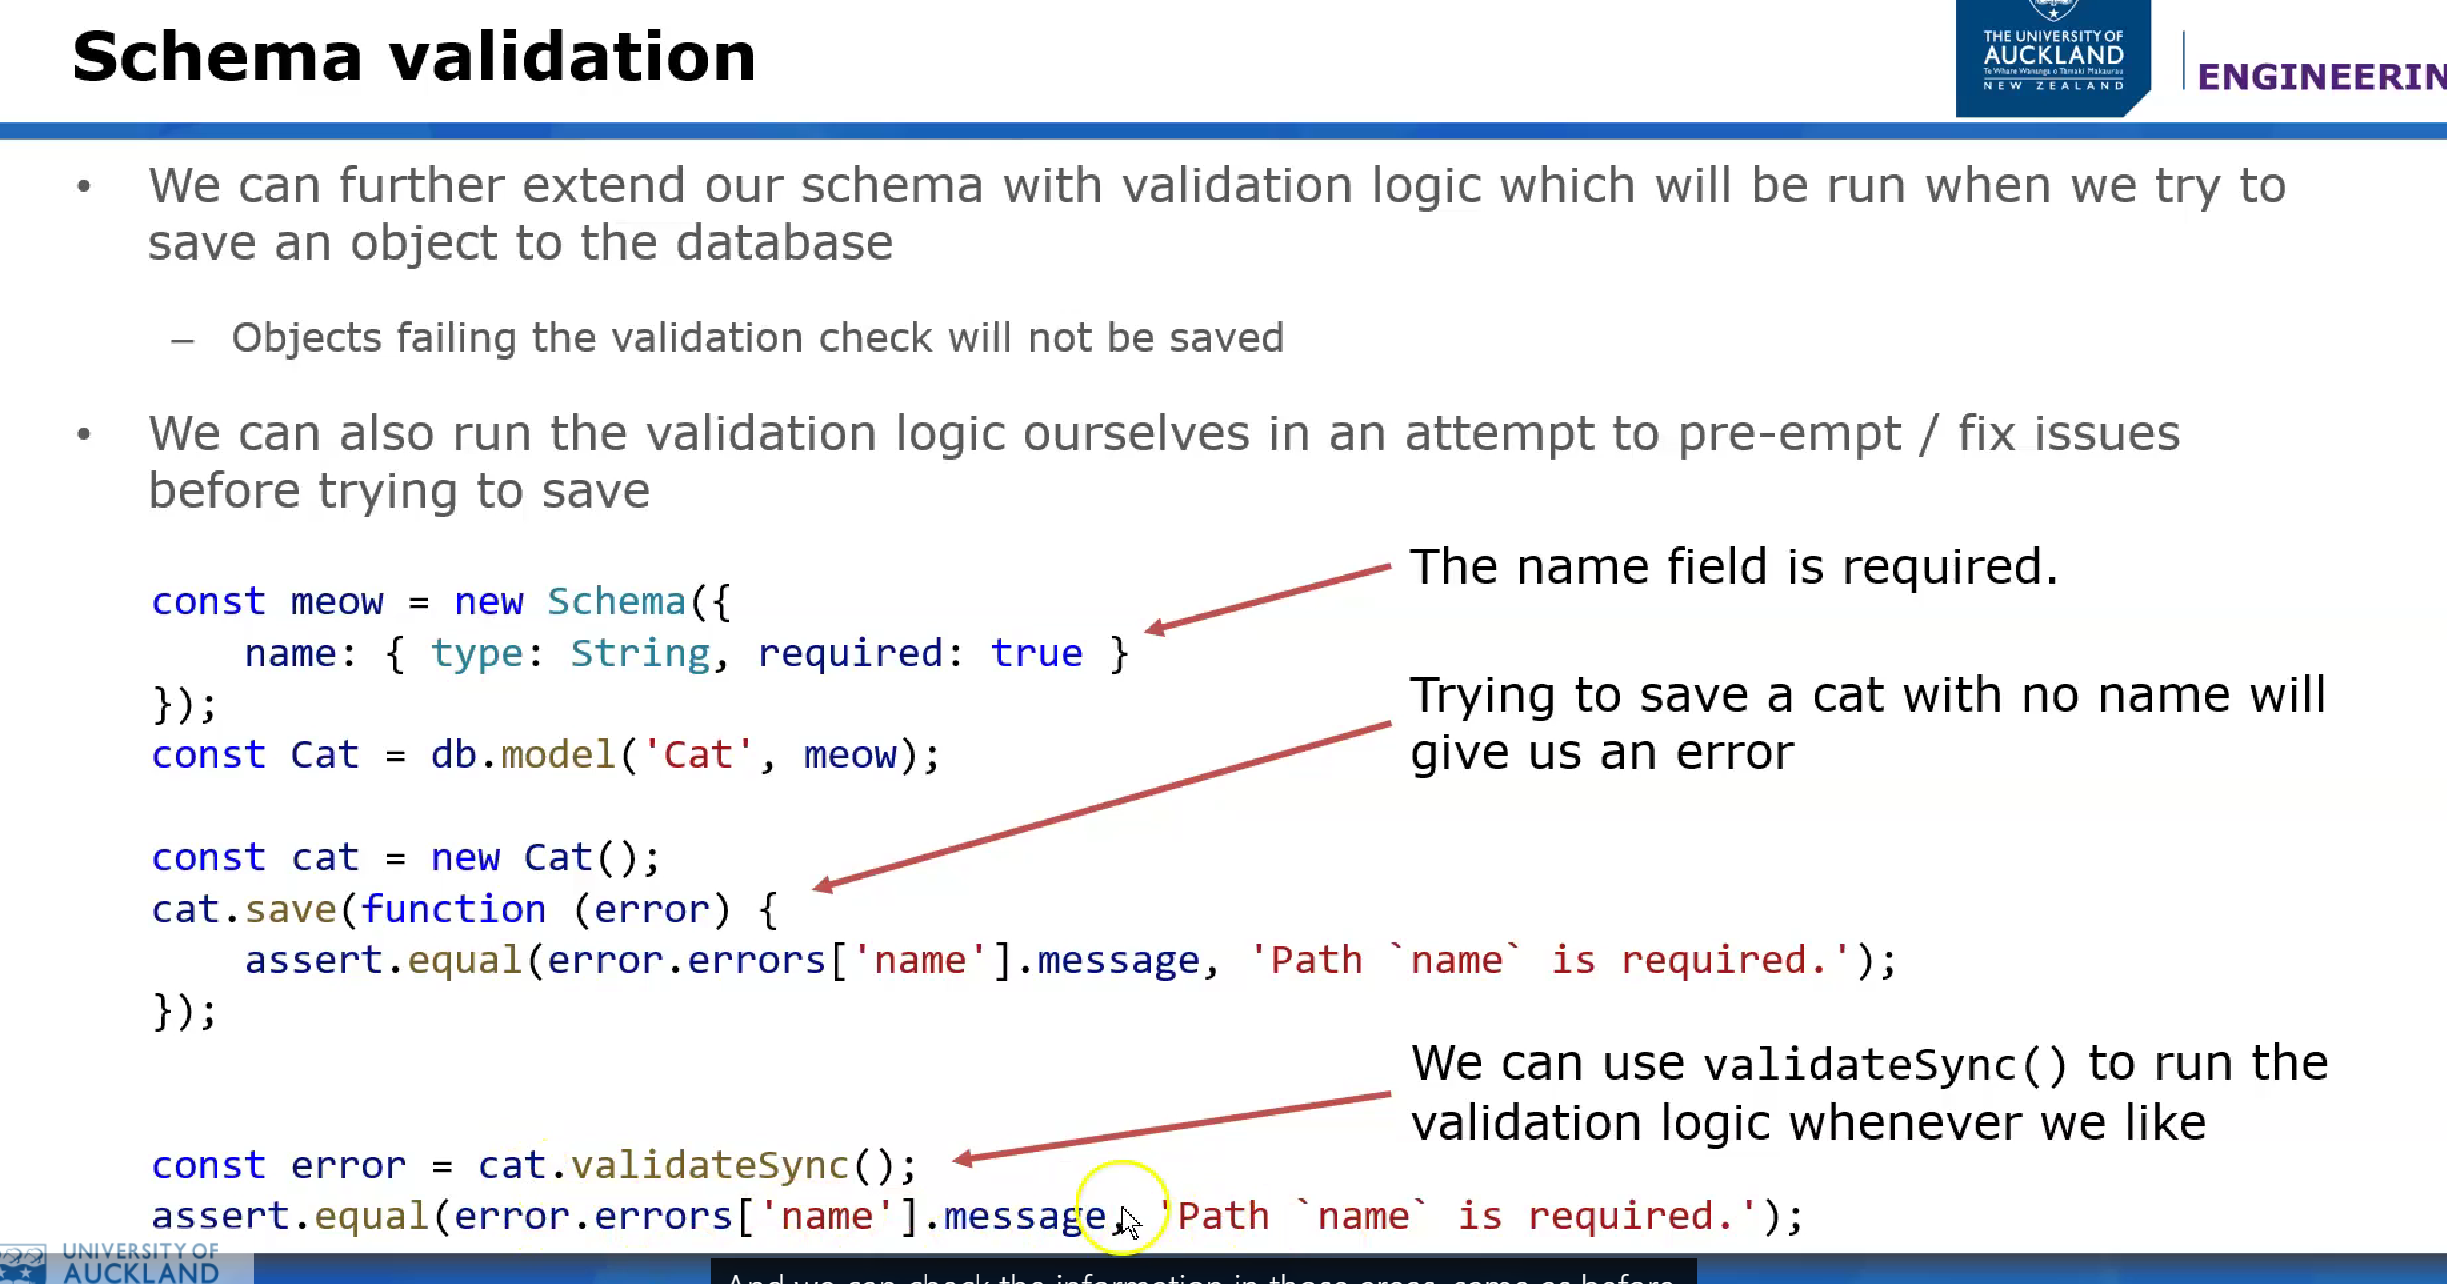 Schema validation
THE UNIVERSITY OF
AUCKLAND
Te Whare Wānanga o Tāmaki Makaurau
NEW ZEALAND
• We can further extend our schema with validation logic which will be run when we try to
save an object to the database
– Objects failing the validation check will not be saved
• We can also run the validation logic ourselves in an attempt to pre-empt / fix issues
before trying to save
The name field is required.
const meow = new Schema({
name: { type: String, required: true }
});
const Cat = db.model('Cat', meow);
Trying to save a cat with no name will
give us an error
const cat = new Cat();
cat.save(function (error) {
assert.equal(error.errors['name'].message, 'Path `name` is required.');
});
We can use validateSync() to run the
validation logic whenever we like
const error = cat.validateSync();
assert.equal(error.errors['name'].message, 'Path `name` is required.');
UNIVERSITY OF
AUCKLAND